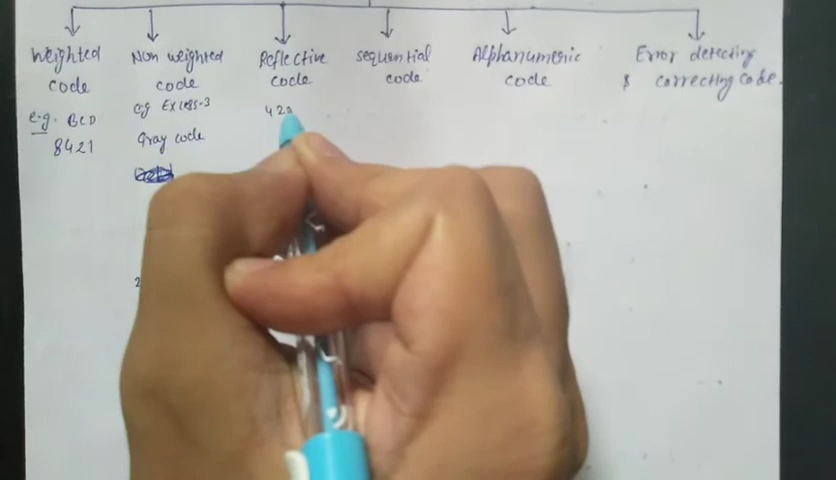 Weighted code
Non weighted code
Reflective code
sequential code
Alphanumeric code
Error detecting & correcting code.
e.g. BCD
8421
eg Excess-3
Gray code
42